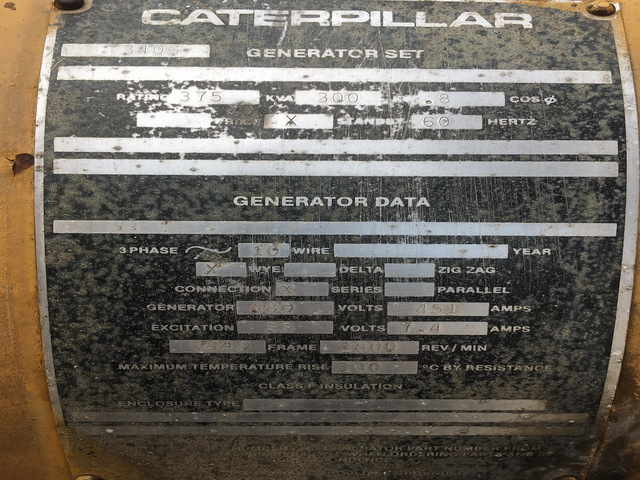 CATERPILLAR
3406 GENERATOR SET
RATING 375 KVA 300 .8 COS Ø
X STANDBY 60 HERTZ
GENERATOR DATA
3 PHASE 10 WIRE YEAR
X WYE DELTA ZIG ZAG
CONNECTION X SERIES PARALLEL
GENERATOR 480 VOLTS 451 AMPS
EXCITATION VOLTS 7.4 AMPS
FRAME 1800 REV / MIN
MAXIMUM TEMPERATURE RISE °C BY RESISTANCE
CLASS F INSULATION
ENCLOSURE TYPE